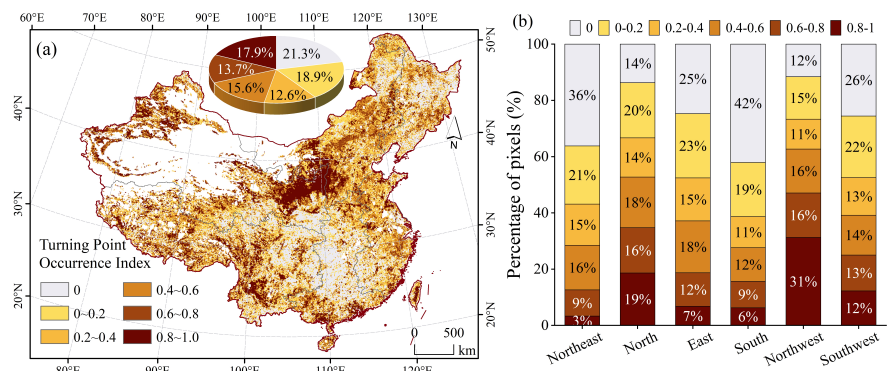 60°E 70°E 80°E 90°E 100°E 110°E 120°E 130°E
(a)
17.9% 21.3%
13.7% 18.9%
15.6% 12.6%
50°N
40°N
40°N
N
30°N
30°N
20°N
20°N
Turning Point
Occurrence Index
0 0.4~0.6
0~0.2 0.6~0.8
0.2~0.4 0.8~1.0
0 500
km
80°E 90°E 100°E 110°E 120°E
(b)
0 0-0.2 0.2-0.4 0.4-0.6 0.6-0.8 0.8-1
Percentage of pixels (%)
100
80
60
40
20
0
36% 21% 15% 16% 9% 3%
14% 20% 14% 18% 16% 19%
25% 23% 15% 18% 12% 7%
42% 19% 11% 12% 9% 6%
12% 15% 11% 16% 16% 31%
26% 22% 13% 14% 13% 12%
Northeast North East South Northwest Southwest